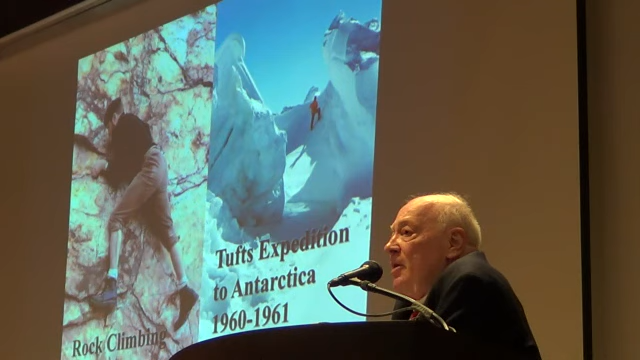 Rock Climbing
Tufts Expedition
to Antarctica
1960-1961